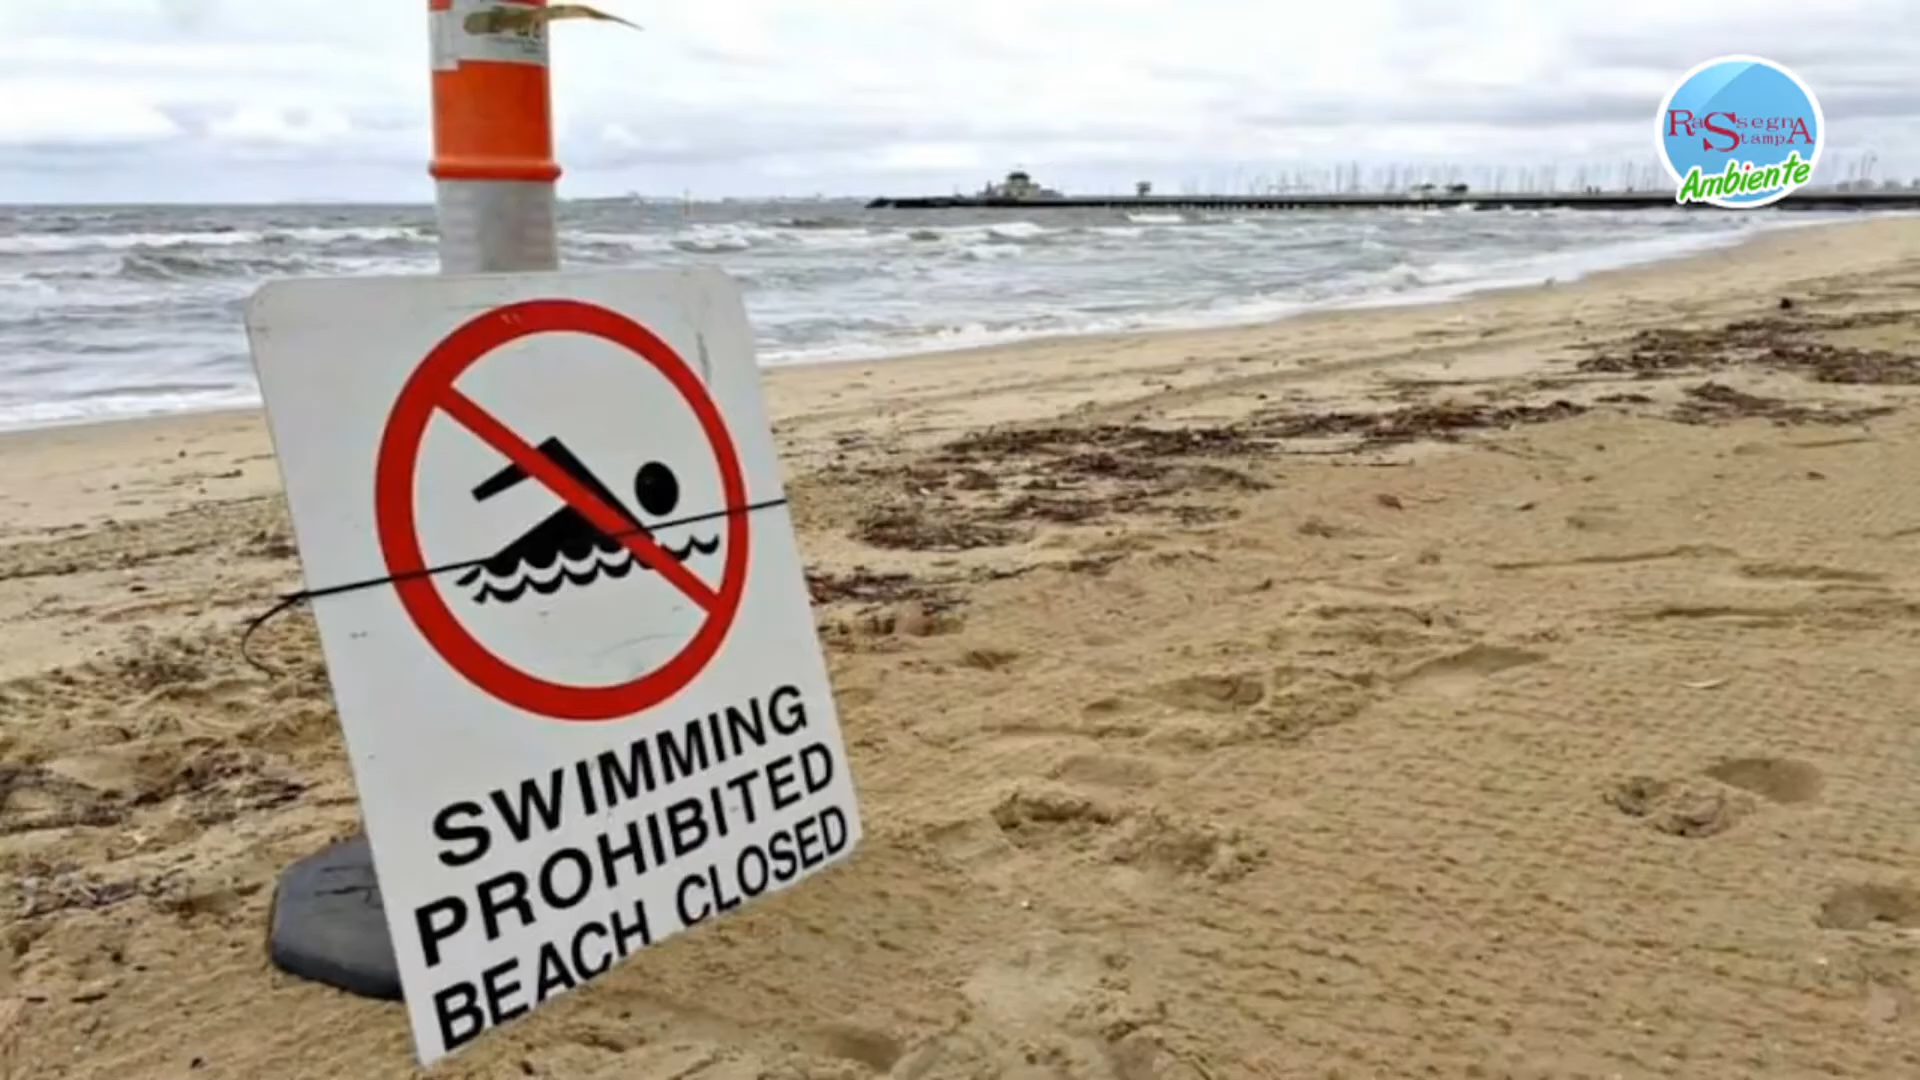 RaSsegnA
StampA
Ambiente
SWIMMING
PROHIBITED
BEACH CLOSED